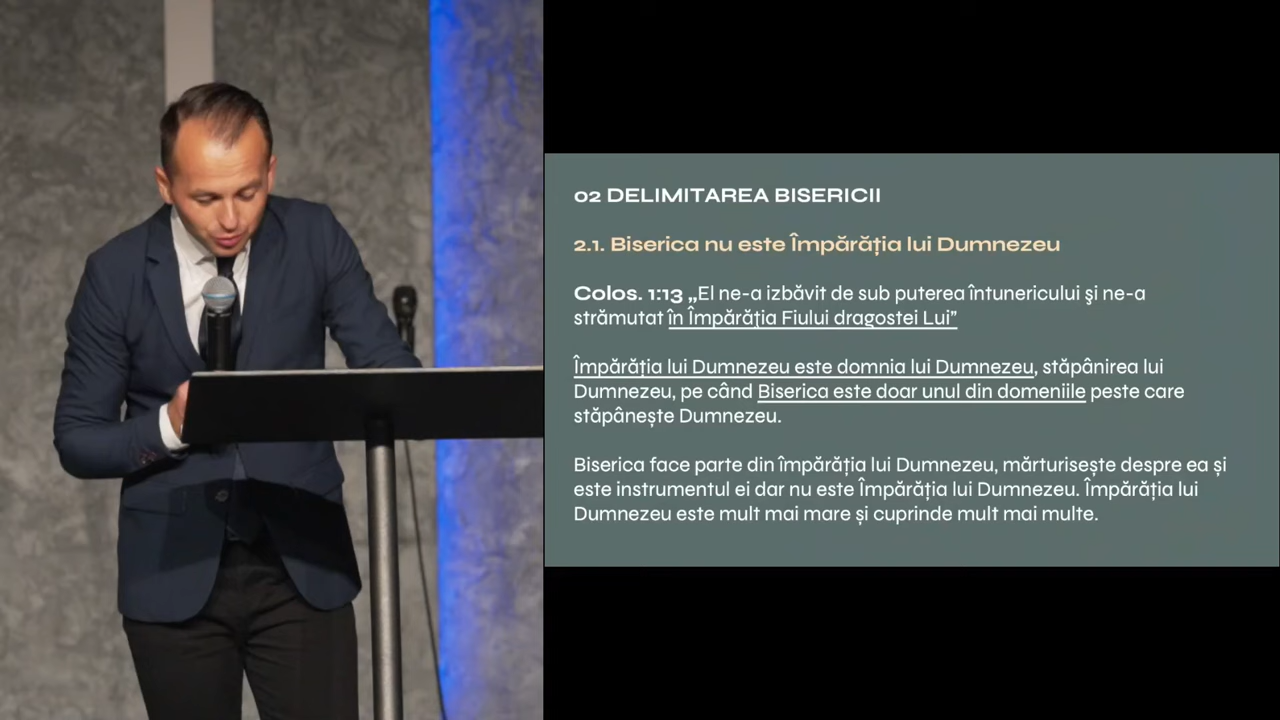 02 DELIMITAREA BISERICII
2.1. Biserica nu este Împărăția lui Dumnezeu
Colos. 1:13 „El ne-a izbăvit de sub puterea întunericului şi ne-a
strămutat în Împărăţia Fiului dragostei Lui”
Împărăția lui Dumnezeu este domnia lui Dumnezeu, stăpânirea lui
Dumnezeu, pe când Biserica este doar unul din domeniile peste care
stăpânește Dumnezeu.
Biserica face parte din împărăția lui Dumnezeu, mărturisește despre ea și
este instrumentul ei dar nu este Împărăția lui Dumnezeu. Împărăția lui
Dumnezeu este mult mai mare și cuprinde mult mai multe.